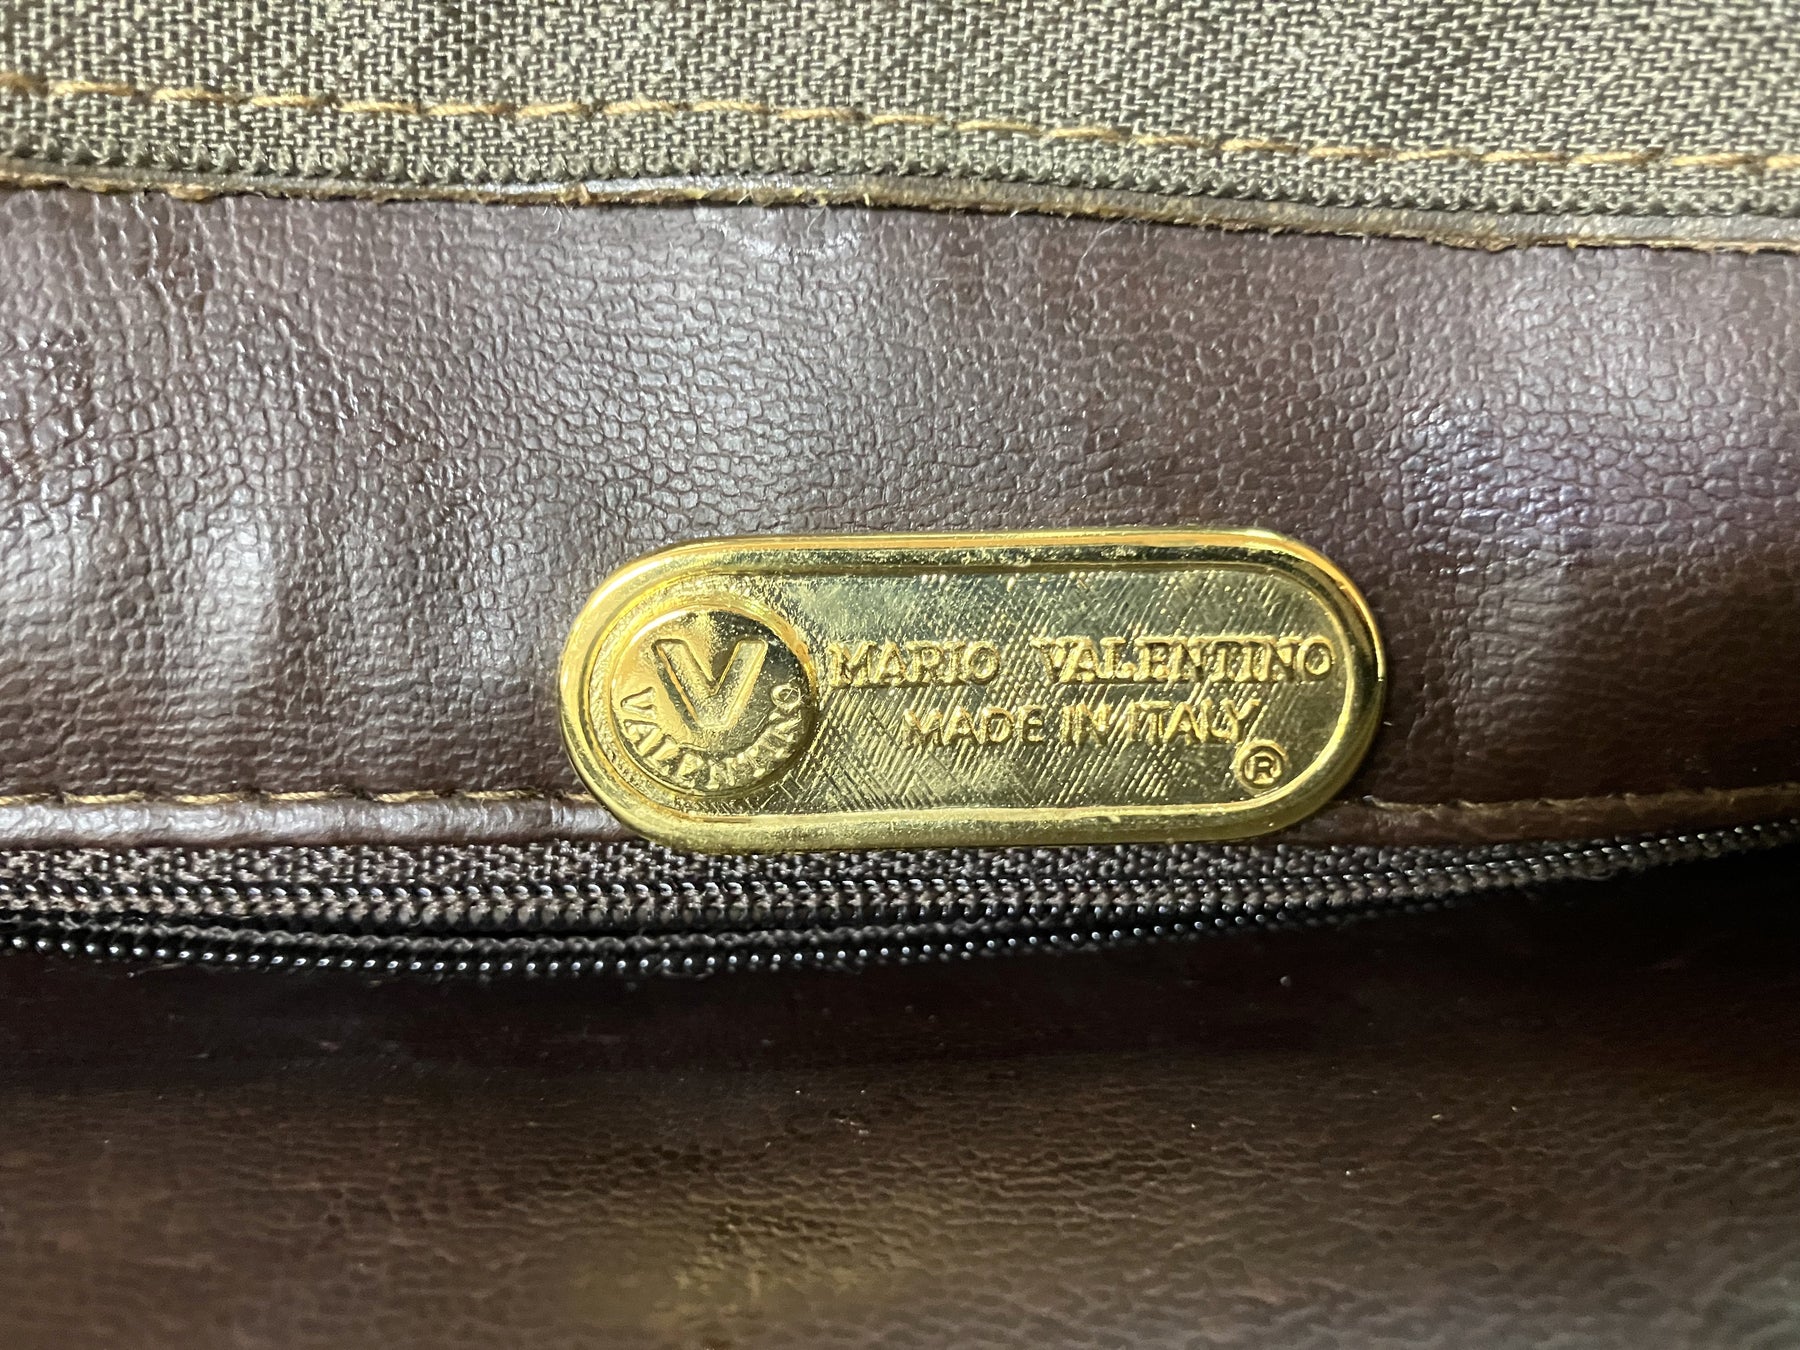 V
VALENTINO
MARIO VALENTINO
MADE IN ITALY
®